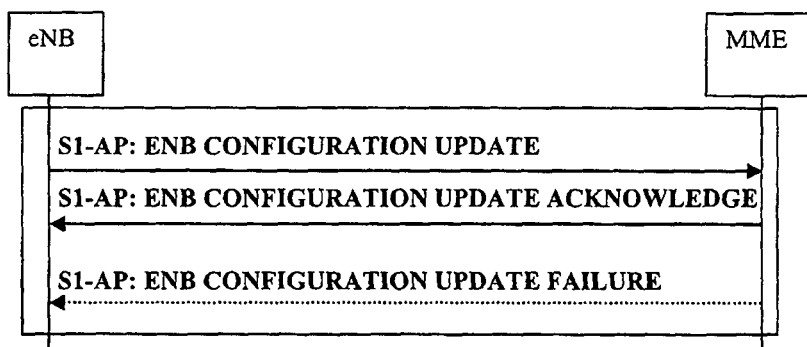 eNB
MME
S1-AP: ENB CONFIGURATION UPDATE
S1-AP: ENB CONFIGURATION UPDATE ACKNOWLEDGE
S1-AP: ENB CONFIGURATION UPDATE FAILURE